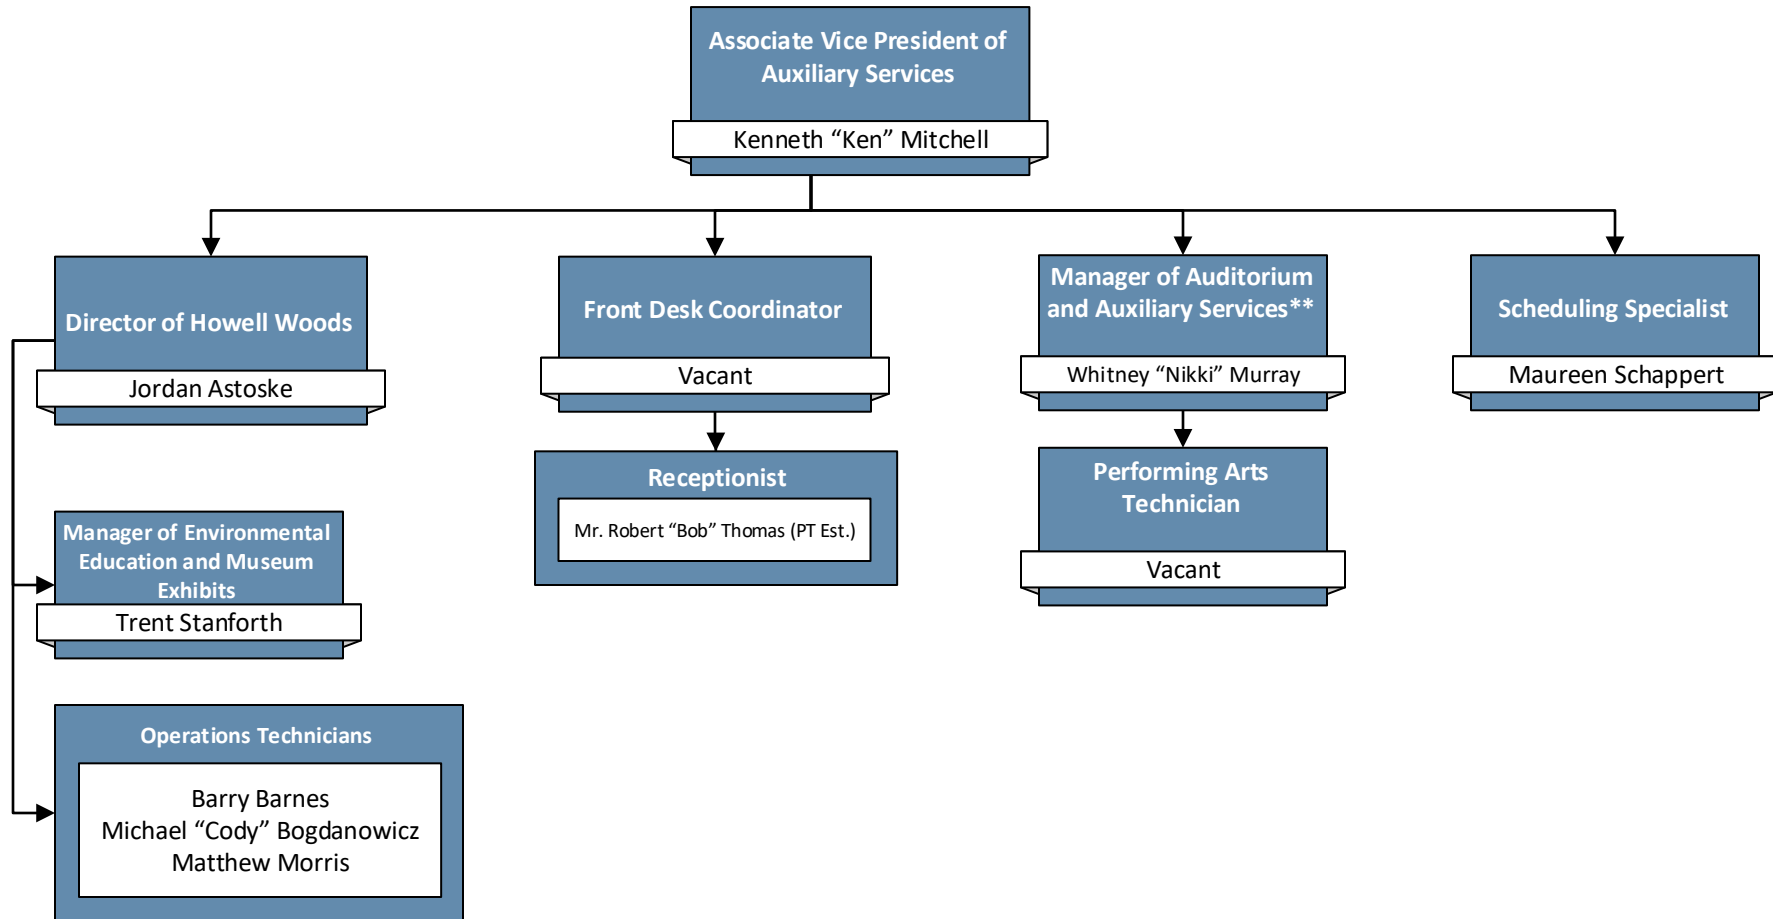 Associate Vice President of
Auxiliary Services
Kenneth “Ken” Mitchell
Director of Howell Woods
Jordan Astoske
Front Desk Coordinator
Vacant
Manager of Auditorium
and Auxiliary Services**
Whitney “Nikki” Murray
Scheduling Specialist
Maureen Schappert
Receptionist
Mr. Robert “Bob” Thomas (PT Est.)
Performing Arts
Technician
Vacant
Manager of Environmental
Education and Museum
Exhibits
Trent Stanforth
Operations Technicians
Barry Barnes
Michael “Cody” Bogdanowicz
Matthew Morris